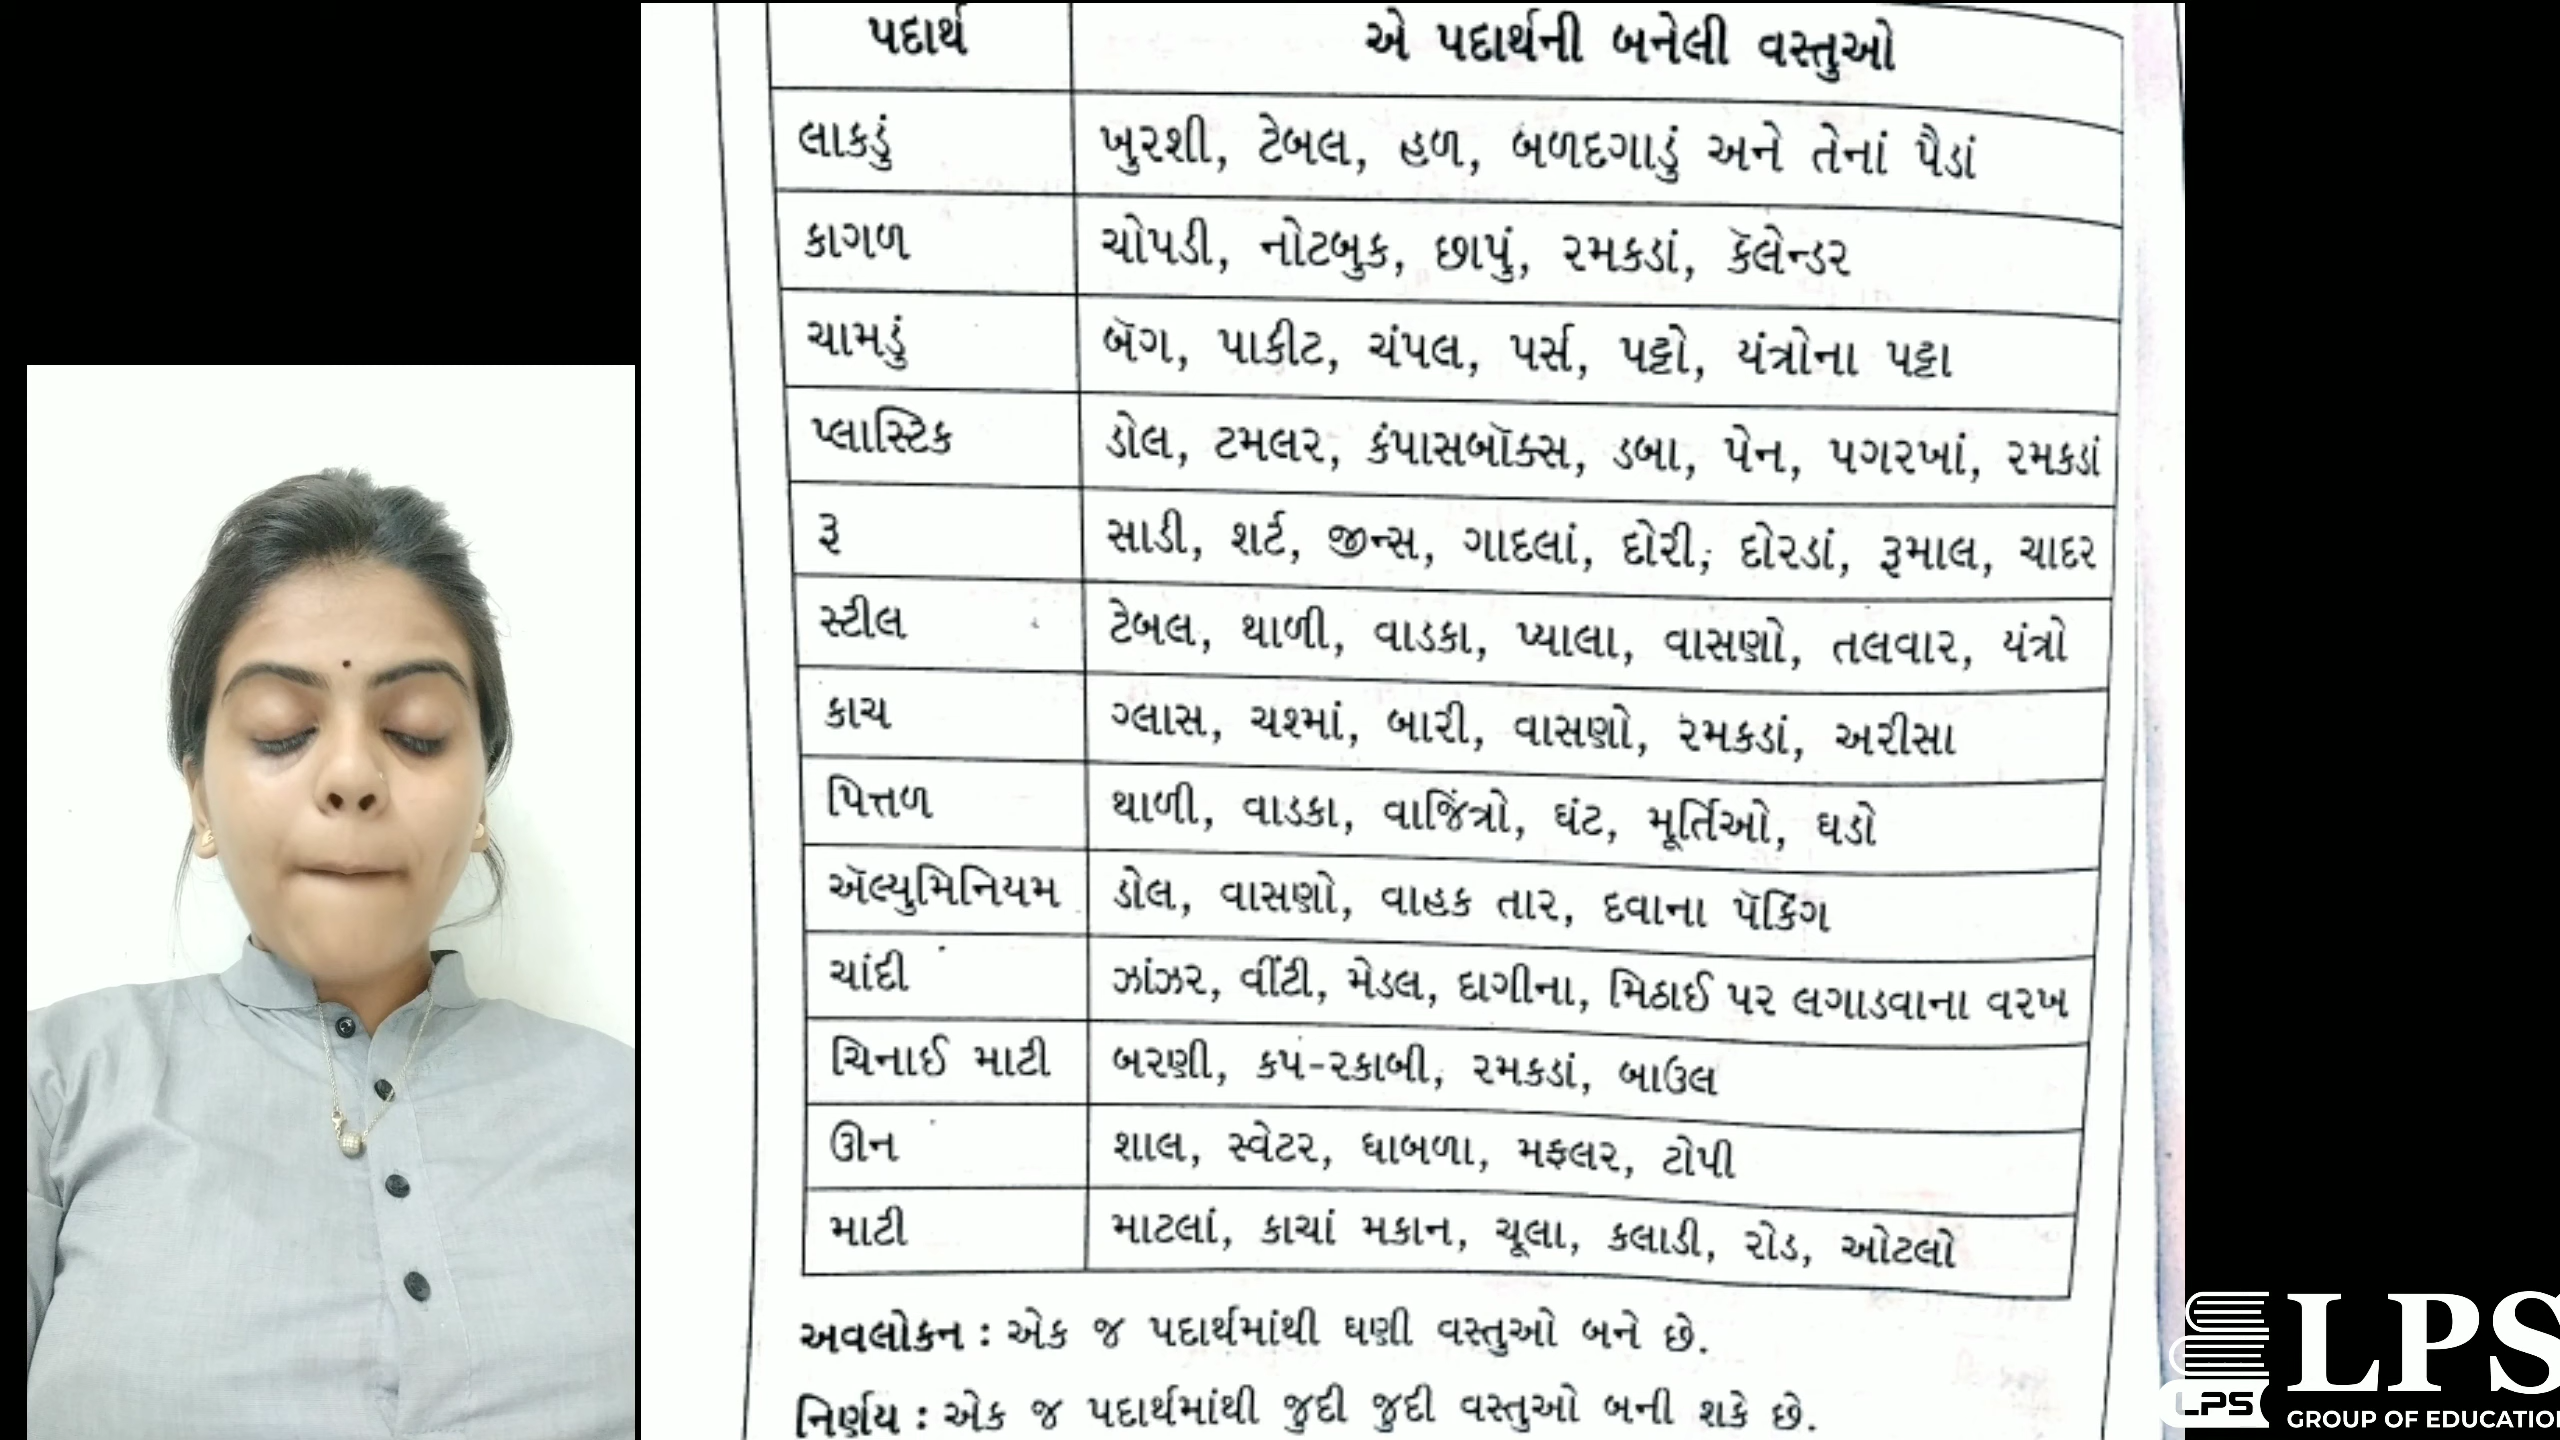 પદાર્થ એ પદાર્થની બનેલી વસ્તુઓ
લાકડું ખુરશી, ટેબલ, હળ, બળદગાડું અને તેનાં પૈડાં
કાગળ ચોપડી, નોટબુક, છાપું, રમકડાં, કૅલેન્ડર
ચામડું બૅગ, પાકીટ, ચંપલ, પર્સ, પટ્ટો, યંત્રોના પટ્ટા
પ્લાસ્ટિક ડોલ, ટમલર, કંપાસબૉક્સ, ડબા, પેન, પગરખાં, રમકડાં
રૂ સાડી, શર્ટ, જીન્સ, ગાદલાં, દોરી, દોરડાં, રૂમાલ, ચાદર
સ્ટીલ ટેબલ, થાળી, વાડકા, પ્યાલા, વાસણો, તલવાર, યંત્રો
કાચ ગ્લાસ, ચશ્માં, બારી, વાસણો, રમકડાં, અરીસા
પિત્તળ થાળી, વાડકા, વાજિંત્રો, ઘંટ, મૂર્તિઓ, ઘડો
ઍલ્યુમિનિયમ ડોલ, વાસણો, વાહક તાર, દવાના પૅકિંગ
ચાંદી ઝાંઝર, વીંટી, મેડલ, દાગીના, મિઠાઈ પર લગાડવાના વરખ
ચિનાઈ માટી બરણી, કપ-રકાબી, રમકડાં, બાઉલ
ઊન શાલ, સ્વેટર, ધાબળા, મફલર, ટોપી
માટી માટલાં, કાચાં મકાન, ચૂલા, કલાડી, રોડ, ઓટલો
અવલોકન : એક જ પદાર્થમાંથી ઘણી વસ્તુઓ બને છે.
નિર્ણય : એક જ પદાર્થમાંથી જુદી જુદી વસ્તુઓ બની શકે છે.
LPS
LPS
GROUP OF EDUCATIO